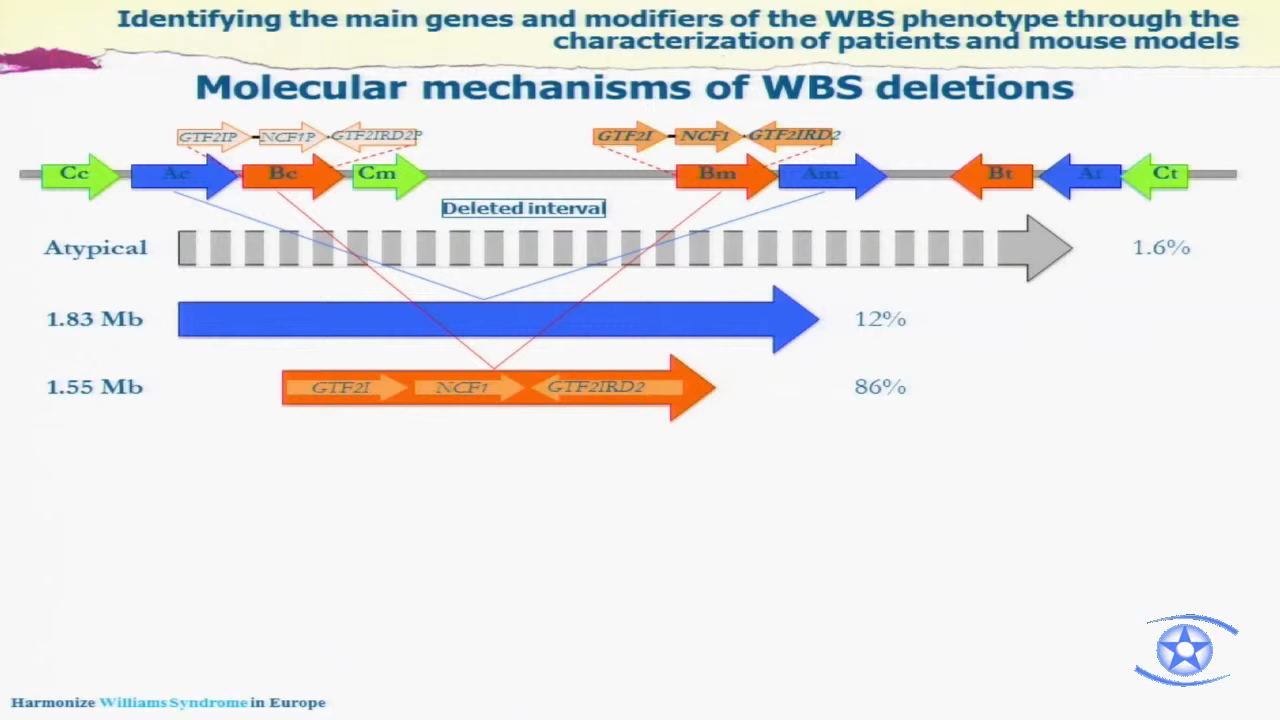 Identifying the main genes and modifiers of the WBS phenotype through the
characterization of patients and mouse models
Molecular mechanisms of WBS deletions
GTF2IP NCF1P GTF2IRD2P GTF2I NCF1 GTF2IRD2
Cc Ac Bc Cm Bm Am Bt At Ct
Deleted interval
Atypical 1.6%
1.83 Mb 12%
1.55 Mb GTF2I NCF1 GTF2IRD2 86%
Harmonize Williams Syndrome in Europe